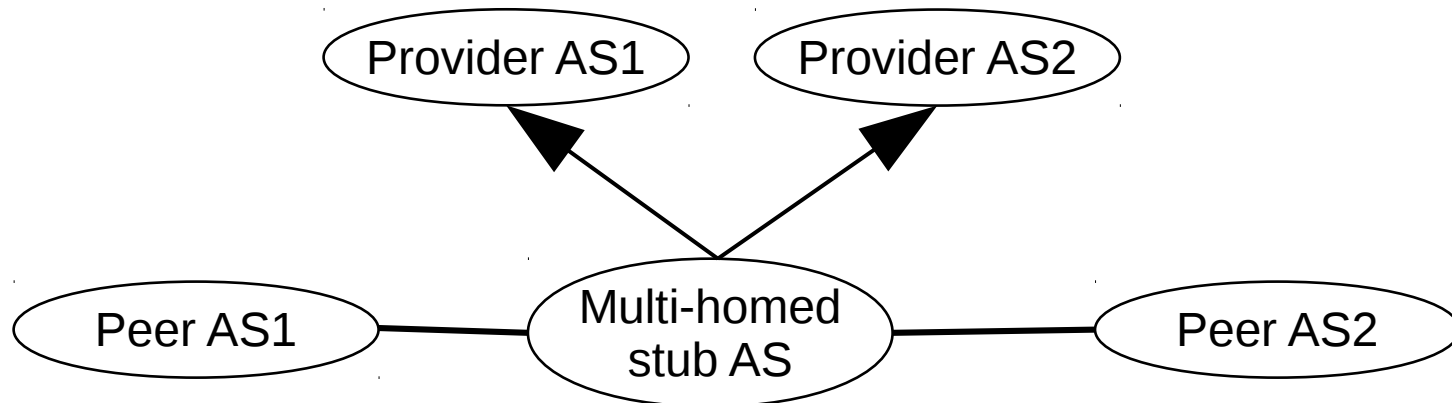 Provider AS1
Provider AS2
Peer AS1
Multi-homed
stub AS
Peer AS2